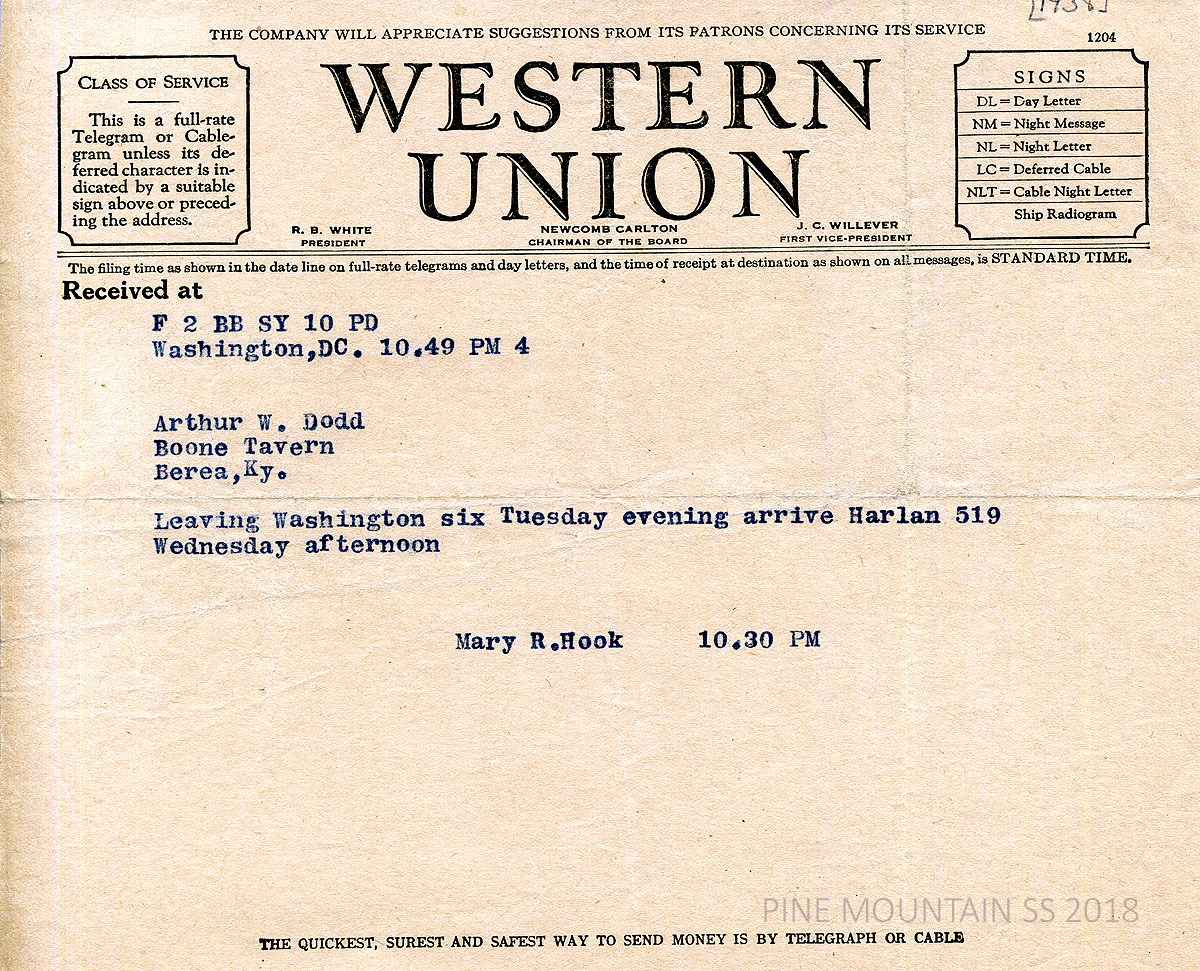 THE COMPANY WILL APPRECIATE SUGGESTIONS FROM ITS PATRONS CONCERNING ITS SERVICE
1204
CLASS OF SERVICE
This is a full-rate
Telegram or Cable-
gram unless its de-
ferred character is in-
dicated by a suitable
sign above or preced-
ing the address.
WESTERN
UNION
R. B. WHITE
PRESIDENT
NEWCOMB CARLTON
CHAIRMAN OF THE BOARD
J. C. WILLEVER
FIRST VICE-PRESIDENT
SIGNS
DL = Day Letter
NM = Night Message
NL = Night Letter
LC = Deferred Cable
NLT = Cable Night Letter
Ship Radiogram
The filing time as shown in the date line on full-rate telegrams and day letters, and the time of receipt at destination as shown on all messages, is STANDARD TIME.
Received at
F 2 BB SY 10 PD
Washington,DC. 10.49 PM 4
Arthur W. Dodd
Boone Tavern
Berea,Ky.
Leaving Washington six Tuesday evening arrive Harlan 519
Wednesday afternoon
Mary R.Hook 10.30 PM
PINE MOUNTAIN SS 2018
THE QUICKEST, SUREST AND SAFEST WAY TO SEND MONEY IS BY TELEGRAPH OR CABLE